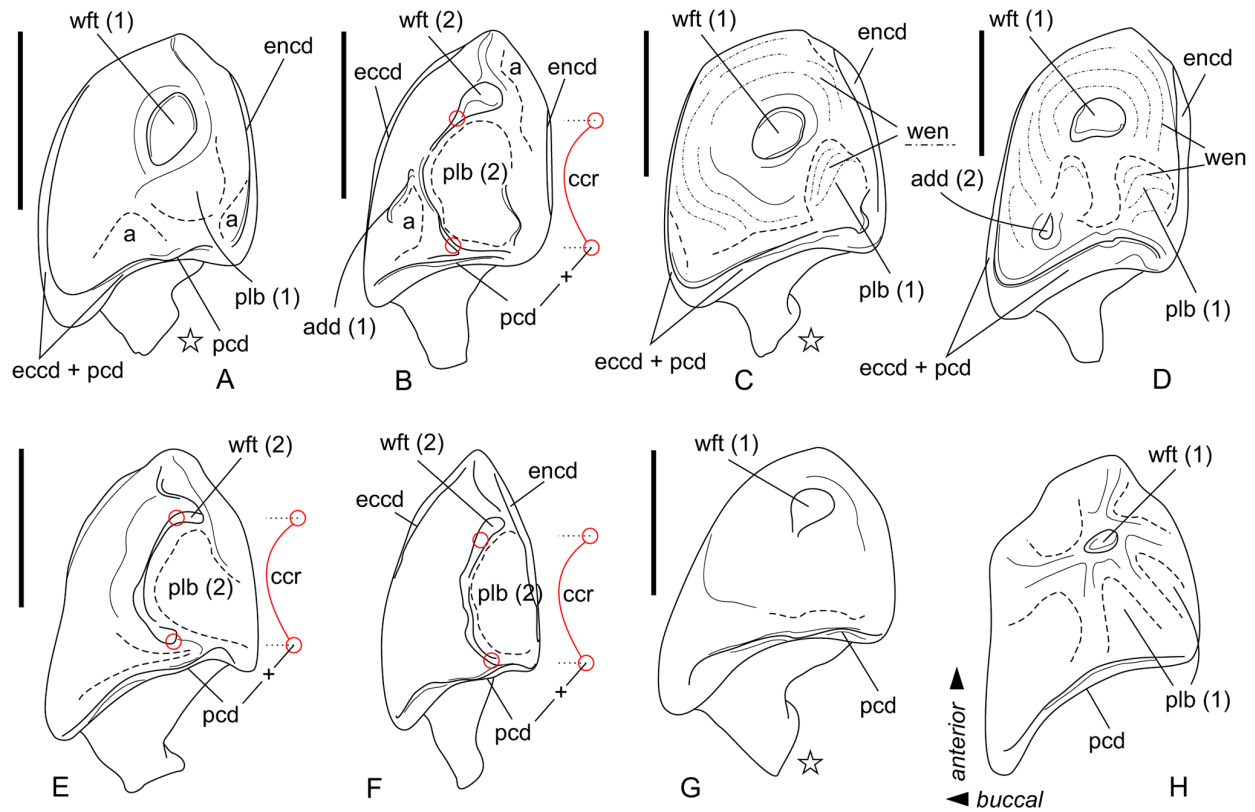 wft (1)
encd
a
a
plb (1)
pcd
eccd + pcd
A
wft (2)
eccd
encd
a
plb (2)
ccr
a
+
add (1)
pcd
B
wft (1)
encd
wen
plb (1)
eccd + pcd
C
wft (1)
encd
wen
add (2)
plb (1)
eccd + pcd
D
wft (2)
plb (2)
ccr
+
pcd
E
wft (2)
encd
eccd
plb (2)
ccr
+
pcd
F
wft (1)
pcd
G
wft (1)
plb (1)
pcd
anterior
buccal
H